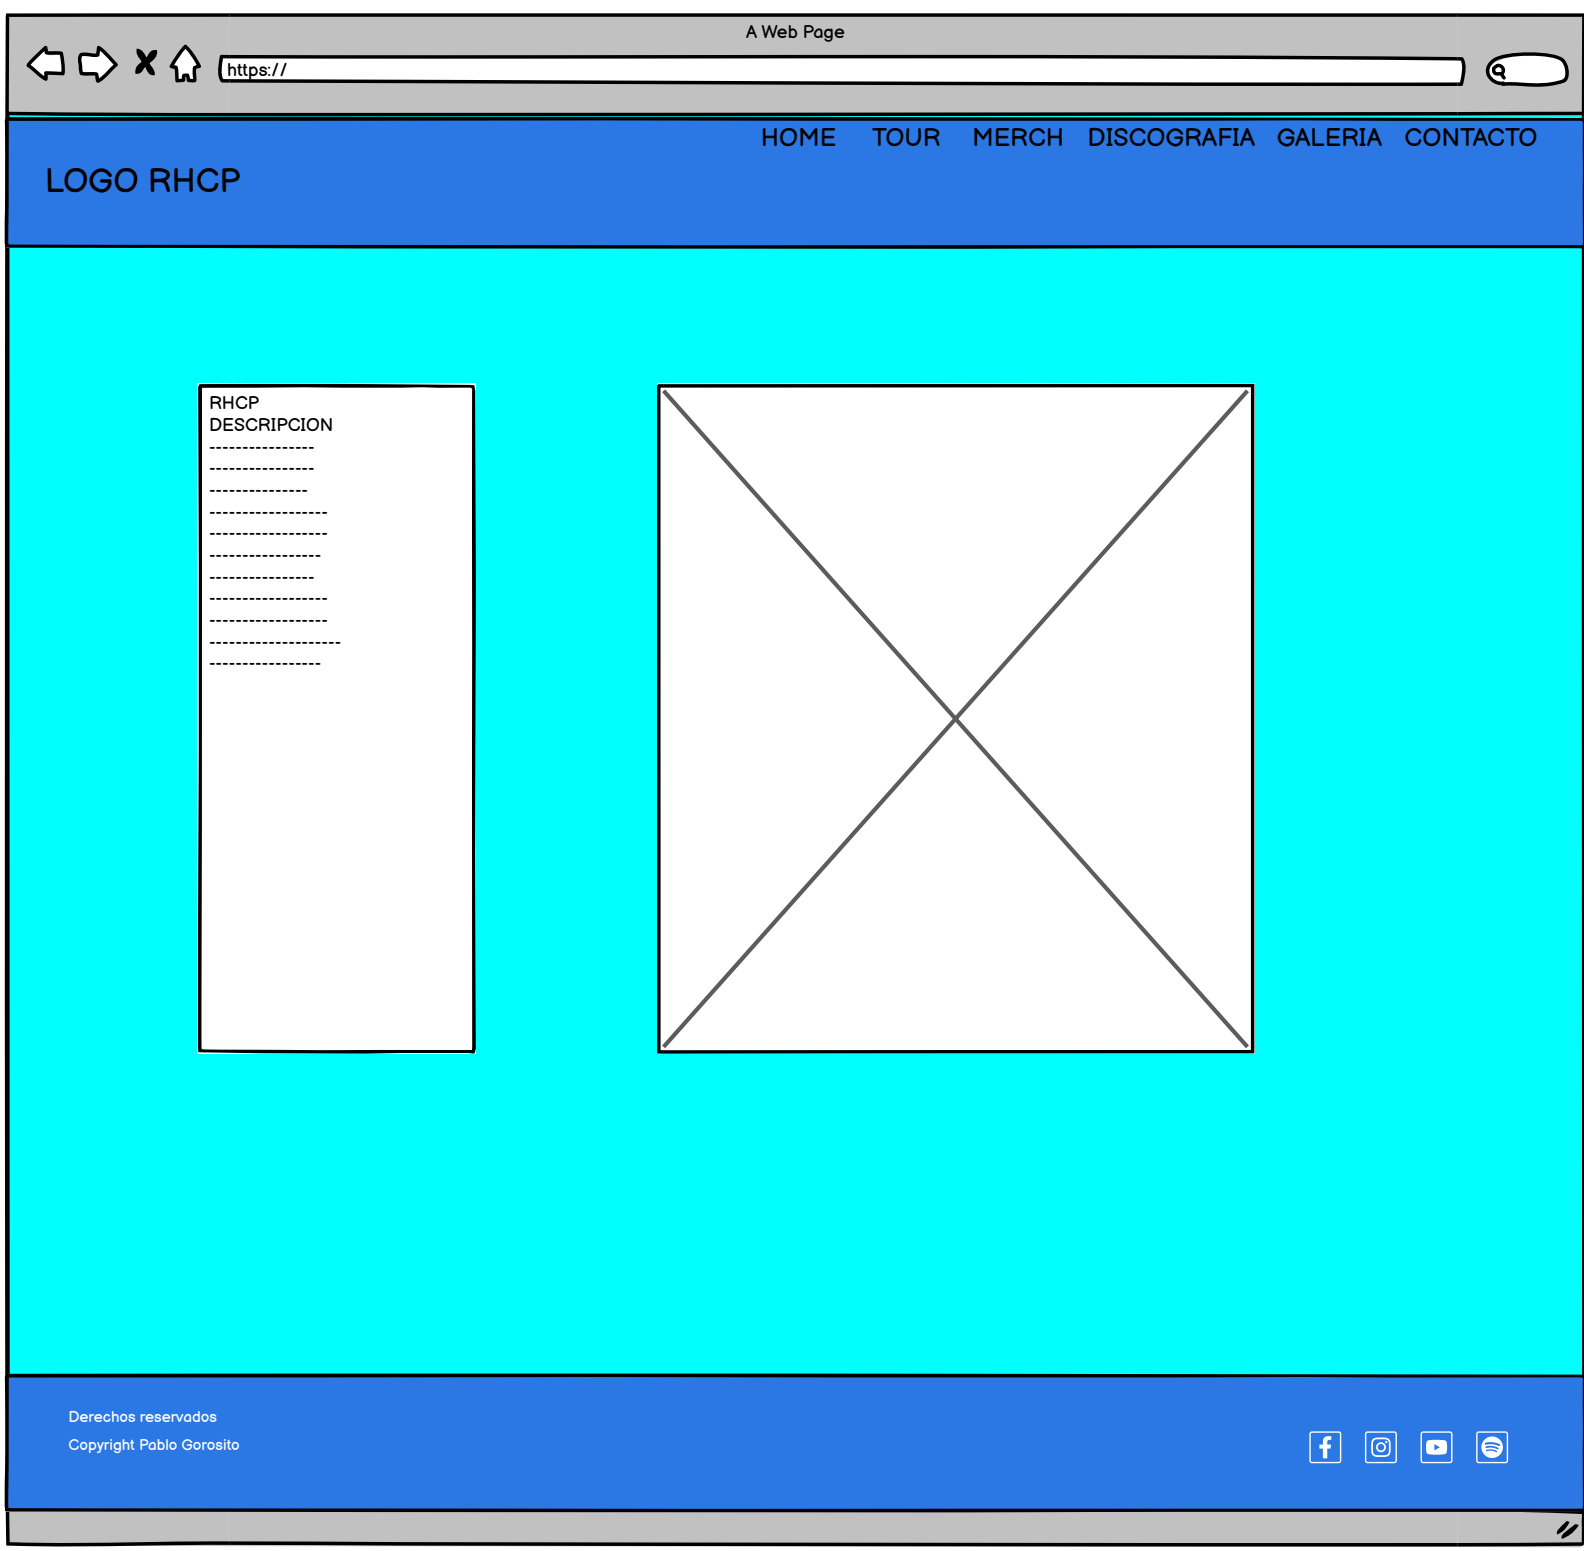 A Web Page
https://
HOME TOUR MERCH DISCOGRAFIA GALERIA CONTACTO
LOGO RHCP
RHCP
DESCRIPCION
----------------
----------------
---------------
------------------
------------------
-----------------
----------------
------------------
------------------
--------------------
-----------------
Derechos reservados
Copyright Pablo Gorosito